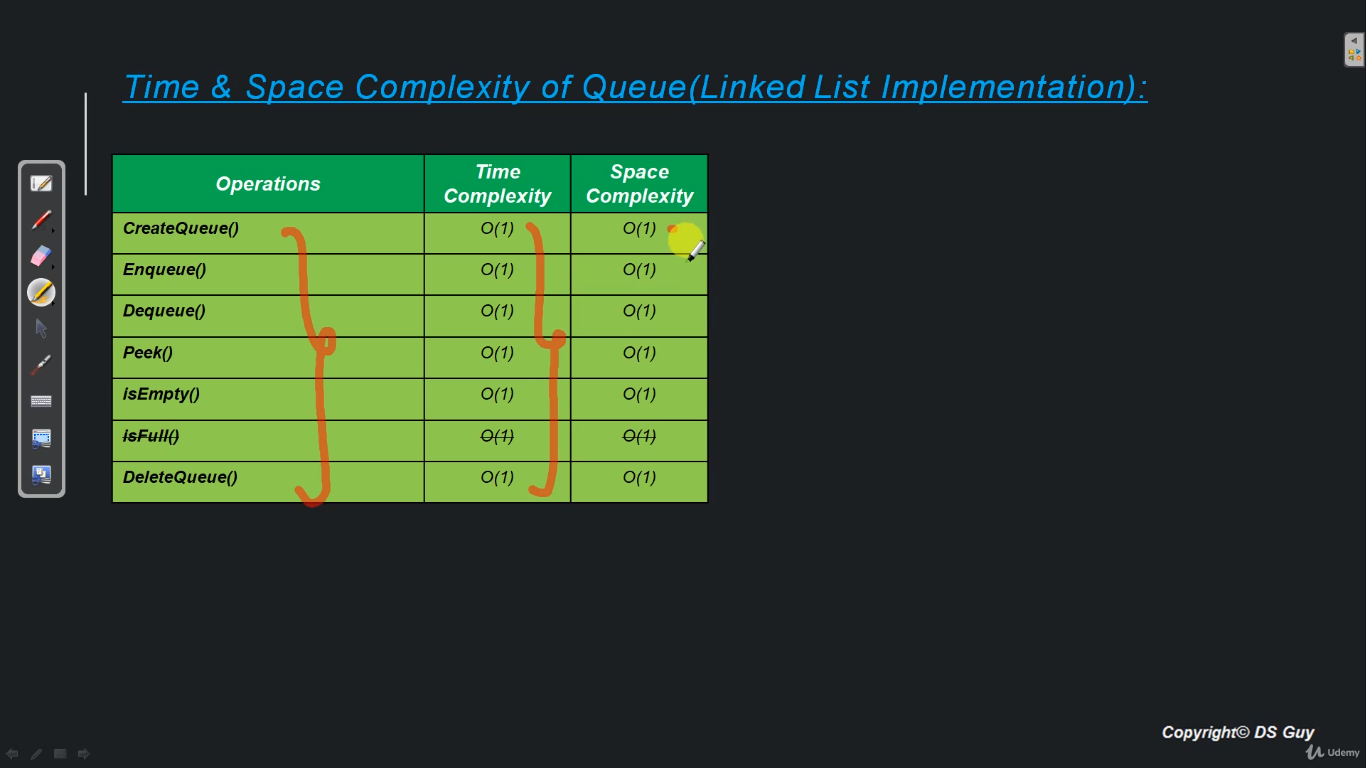 Time & Space Complexity of Queue(Linked List Implementation):
Operations Time Complexity Space Complexity
CreateQueue() O(1) O(1)
Enqueue() O(1) O(1)
Dequeue() O(1) O(1)
Peek() O(1) O(1)
isEmpty() O(1) O(1)
isFull() O(1) O(1)
DeleteQueue() O(1) O(1)
Copyright© DS Guy
Udemy